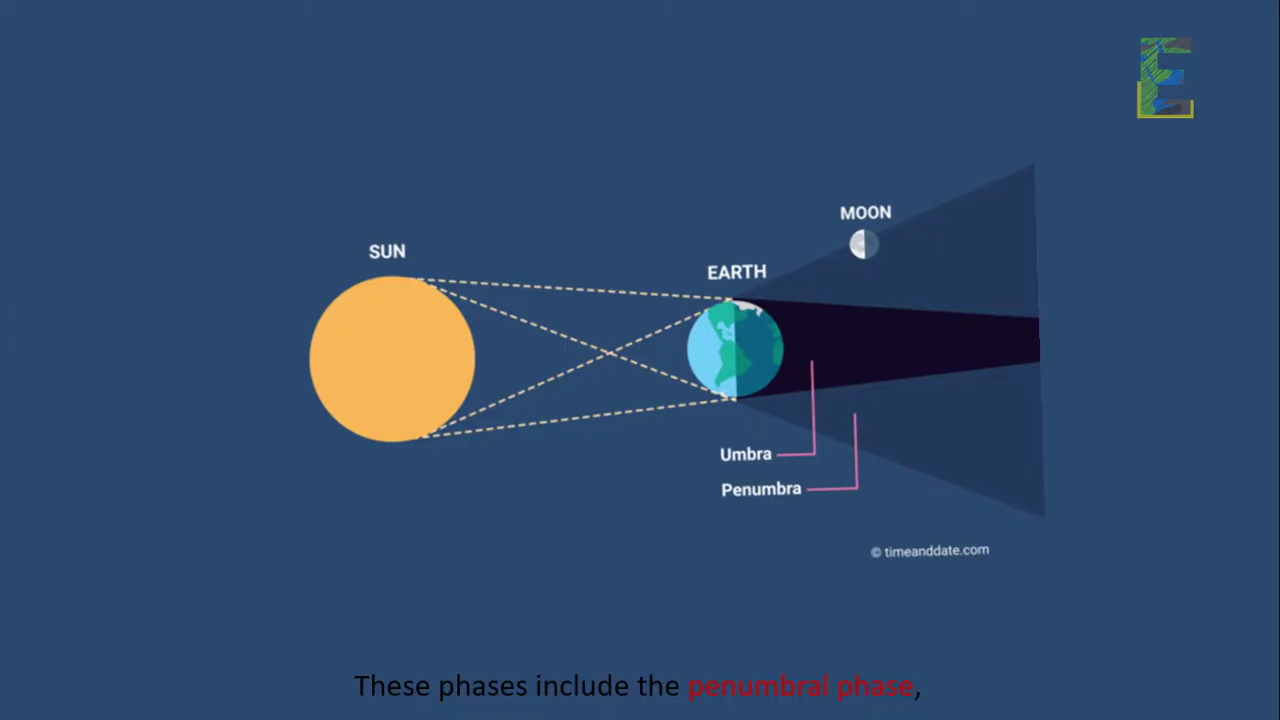 MOON
SUN
EARTH
Umbra
Penumbra
© timeanddate.com
These phases include the penumbral phase,